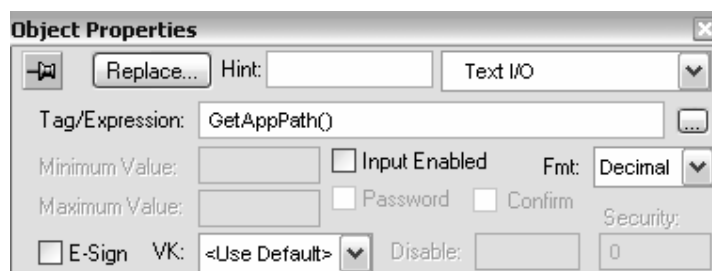 Object Properties
Replace... Hint: Text I/O
Tag/Expression: GetAppPath() ...
Minimum Value: Input Enabled Fmt: Decimal
Maximum Value: Password Confirm Security:
E-Sign VK: <Use Default> Disable: 0